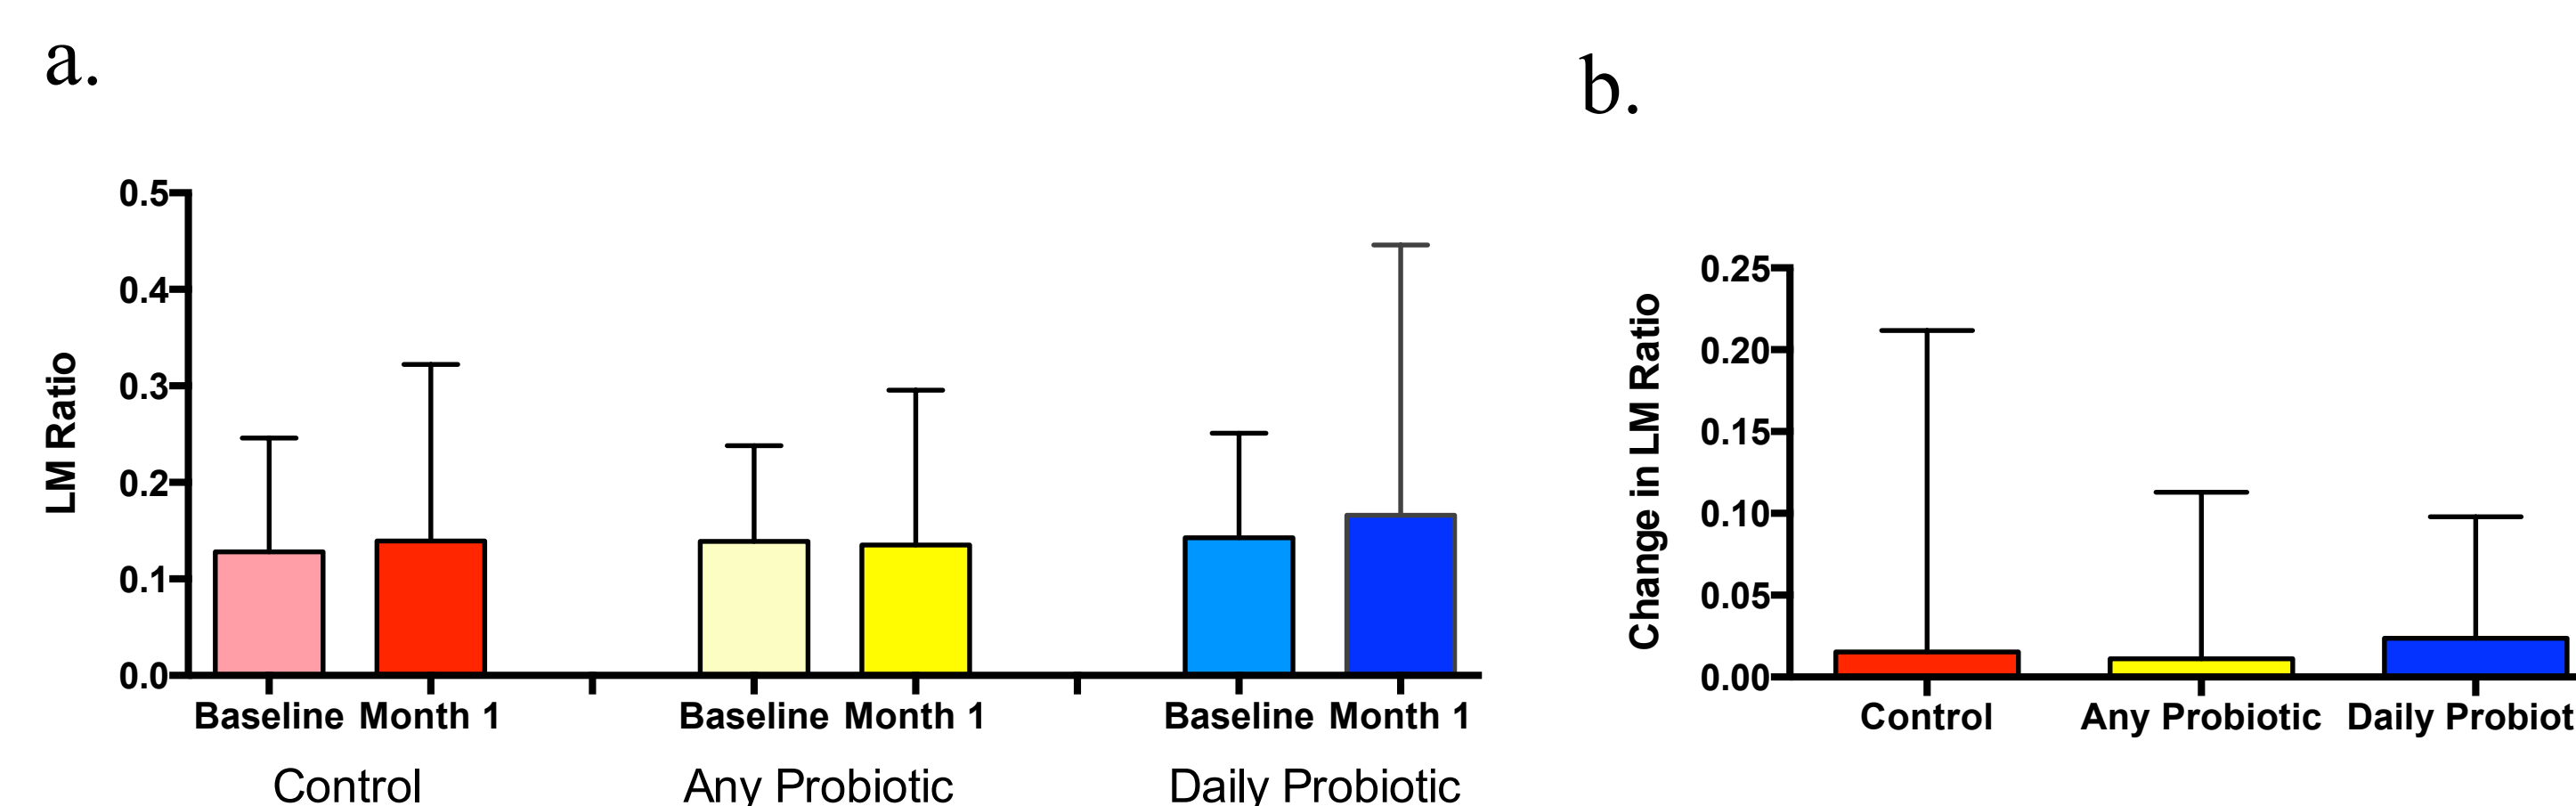 a.
LM Ratio
0.5
0.4
0.3
0.2
0.1
0.0
Baseline Month 1 Baseline Month 1 Baseline Month 1
Control Any Probiotic Daily Probiotic
b.
Change in LM Ratio
0.25
0.20
0.15
0.10
0.05
0.00
Control Any Probiotic Daily Probiot